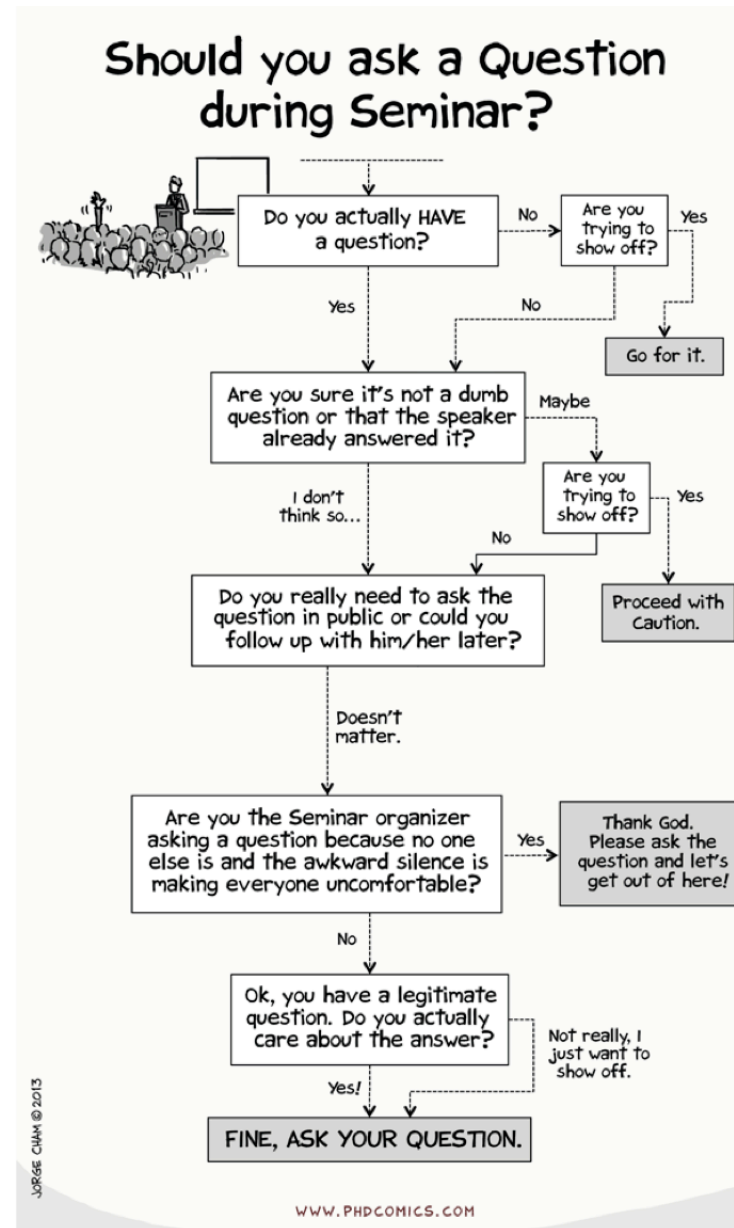 Should you ask a Question
during Seminar?
Do you actually HAVE
a question?
No
Are you
trying to
show off?
Yes
Go for it.
No
Yes
Are you sure it's not a dumb
question or that the speaker
already answered it?
Maybe
Are you
trying to
show off?
Yes
Proceed with
Caution.
No
I don't
think so...
Do you really need to ask the
question in public or could you
follow up with him/her later?
Doesn't
matter.
Are you the Seminar organizer
asking a question because no one
else is and the awkward silence is
making everyone uncomfortable?
Yes
Thank God.
Please ask the
question and let's
get out of here!
No
Ok, you have a legitimate
question. Do you actually
care about the answer?
Not really, I
just want to
show off.
Yes!
FINE, ASK YOUR QUESTION.
JORGE CHAM © 2013
WWW.PHDCOMICS.COM